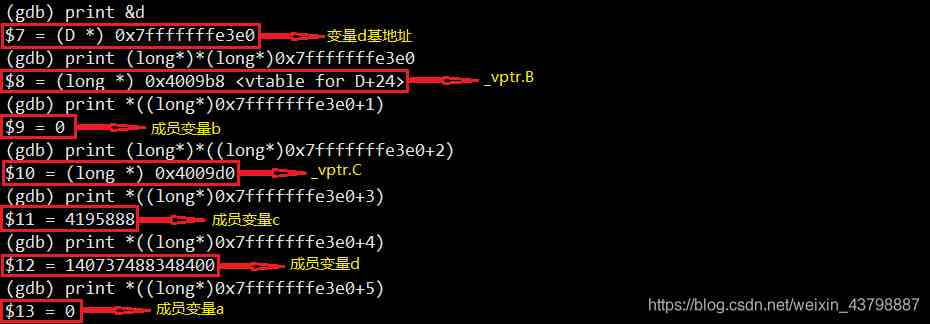 (gdb) print &d
$7 = (D *) 0x7fffffffe3e0 变量d基地址
(gdb) print (long*)*(long*)0x7fffffffe3e0
$8 = (long *) 0x4009b8 <vtable for D+24> _vptr.B
(gdb) print *((long*)0x7fffffffe3e0+1)
$9 = 0 成员变量b
(gdb) print (long*)*((long*)0x7fffffffe3e0+2)
$10 = (long *) 0x4009d0 _vptr.C
(gdb) print *((long*)0x7fffffffe3e0+3)
$11 = 4195888 成员变量c
(gdb) print *((long*)0x7fffffffe3e0+4)
$12 = 140737488348400 成员变量d
(gdb) print *((long*)0x7fffffffe3e0+5)
$13 = 0 成员变量a
https://blog.csdn.net/weixin_43798887